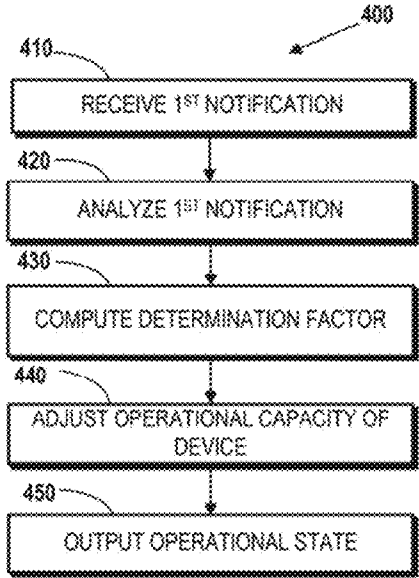 400
410
RECEIVE 1ST NOTIFICATION
420
ANALYZE 1ST NOTIFICATION
430
COMPUTE DETERMINATION FACTOR
440
ADJUST OPERATIONAL CAPACITY OF
DEVICE
450
OUTPUT OPERATIONAL STATE